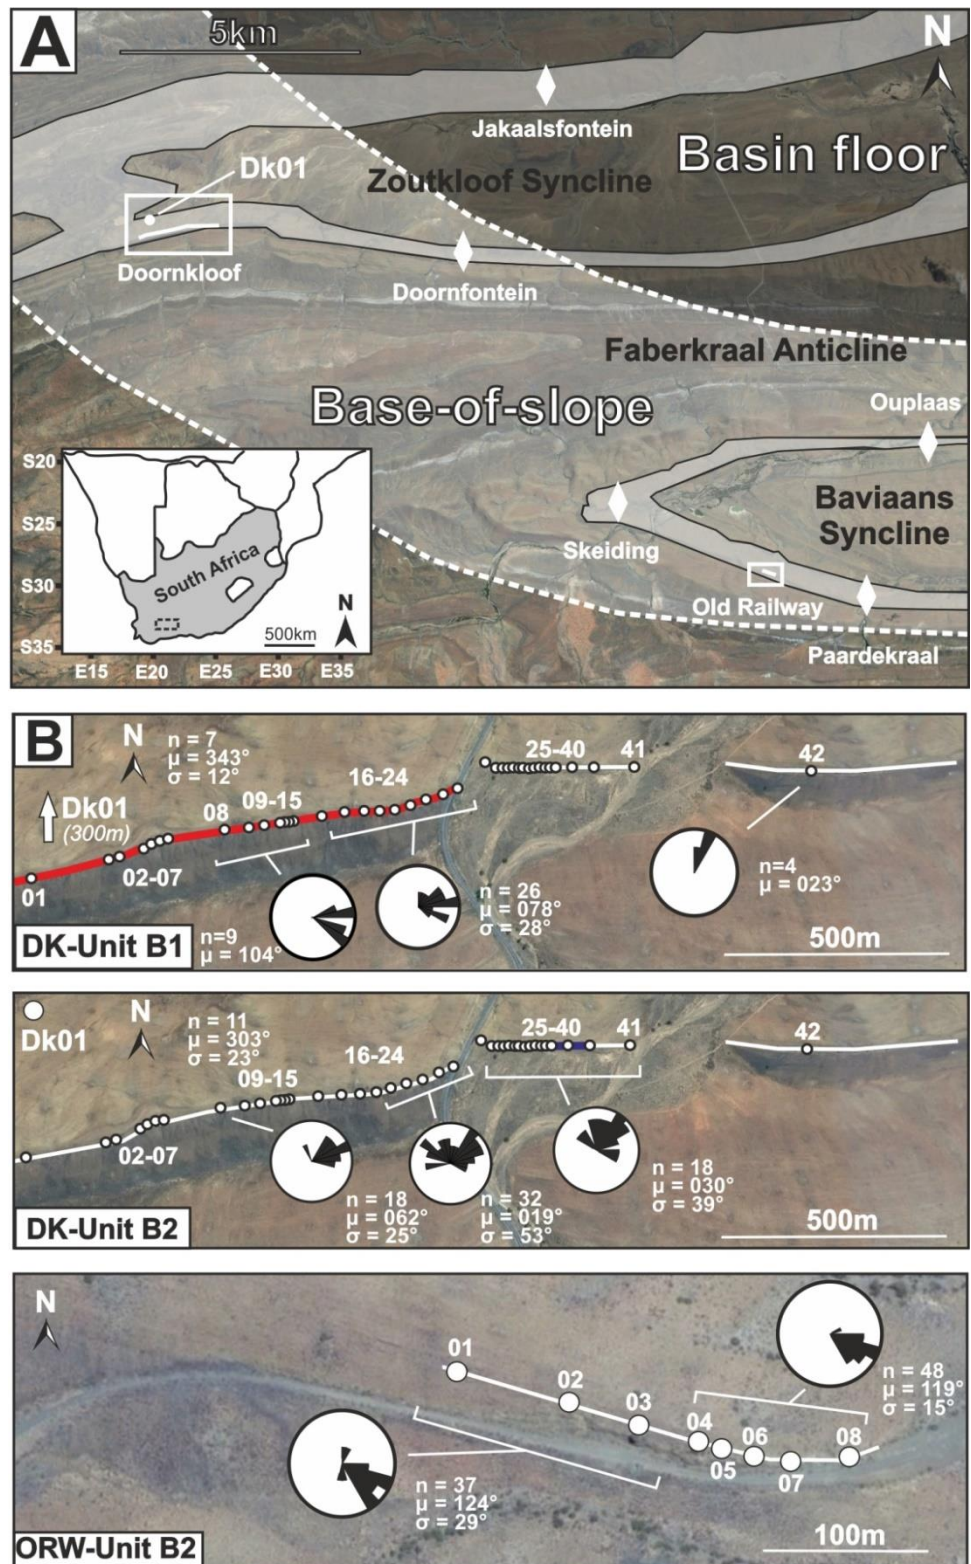 A
5km
N
Jakaalsfontein
Basin floor
Dk01
Zoutkloof Syncline
Doornkloof
Doornfontein
Faberkraal Anticline
Base-of-slope
Ouplaas
S20
S25
S30
S35
South Africa
N
500km
E15 E20 E25 E30 E35
Baviaans
Syncline
Skeiding
Old Railway
Paardekraal
B
N
n = 7
μ = 343°
σ = 12°
Dk01
(300m)
01
02-07
08
09-15
16-24
25-40
41
42
n=9
μ = 104°
n = 26
μ = 078°
σ = 28°
n=4
μ = 023°
500m
DK-Unit B1
Dk01
N
n = 11
μ = 303°
σ = 23°
02-07
09-15
16-24
25-40
41
42
n = 18
μ = 062°
σ = 25°
n = 32
μ = 019°
σ = 53°
n = 18
μ = 030°
σ = 39°
500m
DK-Unit B2
N
01
02
03
04
05
06
07
08
n = 48
μ = 119°
σ = 15°
n = 37
μ = 124°
σ = 29°
100m
ORW-Unit B2